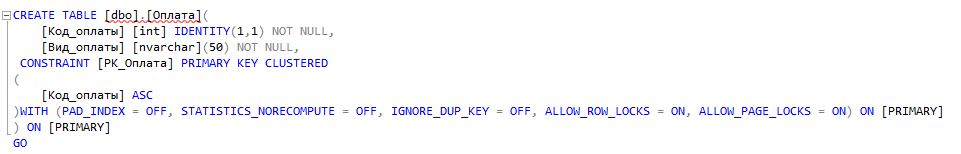 CREATE TABLE [dbo].[Оплата](
[Код_оплаты] [int] IDENTITY(1,1) NOT NULL,
[Вид_оплаты] [nvarchar](50) NOT NULL,
CONSTRAINT [PK_Оплата] PRIMARY KEY CLUSTERED
(
[Код_оплаты] ASC
)WITH (PAD_INDEX = OFF, STATISTICS_NORECOMPUTE = OFF, IGNORE_DUP_KEY = OFF, ALLOW_ROW_LOCKS = ON, ALLOW_PAGE_LOCKS = ON) ON [PRIMARY]
) ON [PRIMARY]
GO